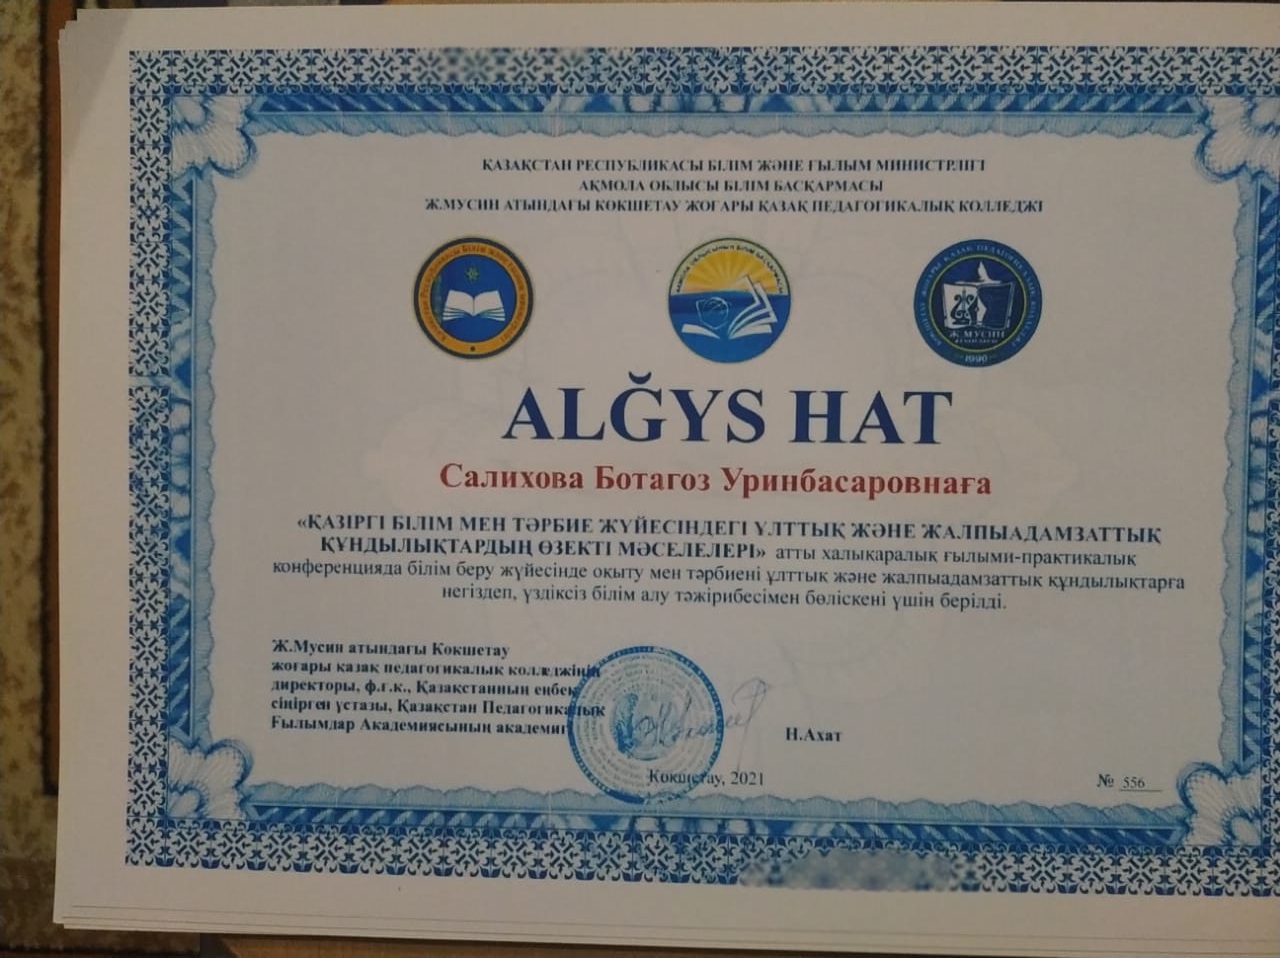 ҚАЗАҚСТАН РЕСПУБЛИКАСЫ БІЛІМ ЖӘНЕ ҒЫЛЫМ МИНИСТРЛІГІ
АҚМОЛА ОБЛЫСЫ БІЛІМ БАСҚАРМАСЫ
Ж.МУСИН АТЫНДАҒЫ КӨКШЕТАУ ЖОҒАРЫ ҚАЗАҚ ПЕДАГОГИКАЛЫҚ КОЛЛЕДЖІ
Ж.МУСИН
1990
ALĞYS HAT
Салихова Ботагоз Уринбасаровнаға
«ҚАЗІРГІ БІЛІМ МЕН ТӘРБИЕ ЖҮЙЕСІНДЕГІ ҰЛТТЫҚ ЖӘНЕ ЖАЛПЫАДАМЗАТТЫҚ
ҚҰНДЫЛЫҚТАРДЫҢ ӨЗЕКТІ МӘСЕЛЕЛЕРІ» атты халықаралық ғылыми-практикалық
конференцияда білім беру жүйесінде оқыту мен тәрбиені ұлттық және жалпыадамзаттық құндылықтарға
негіздеп, үздіксіз білім алу тәжірибесімен бөліскені үшін берілді.
Ж.Мусин атындағы Көкшетау
жоғары қазақ педагогикалық колледжінің
директоры, ф.ғ.к., Қазақстанның еңбек
сіңірген ұстазы, Қазақстан Педагогикалық
Ғылымдар Академиясының академигі
Н.Ахат
Көкшетау, 2021
№ 556